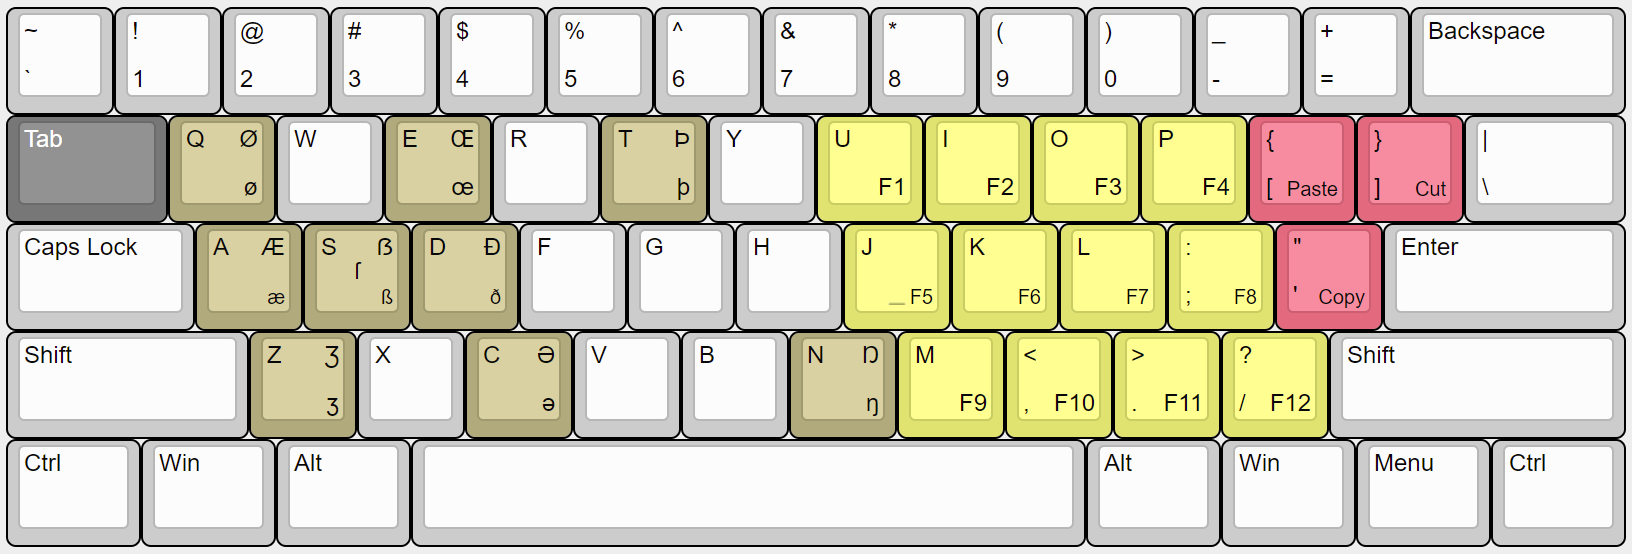 ~ ! @ # $ % ^ & * ( ) _ + Backspace
` 1 2 3 4 5 6 7 8 9 0 - =
Tab Q Ø W E Œ R T Þ Y U I O P { } |
ø œ þ F1 F2 F3 F4 [ Paste ] Cut \
Caps Lock A Æ S ẞ D Ð F G H J K L : " Enter
ſ
æ ß ð _ F5 F6 F7 ; F8 ' Copy
Shift Z Ʒ X C Ə V B N Ŋ M < > ? Shift
ʒ ə ŋ F9 , F10 . F11 / F12
Ctrl Win Alt Alt Win Menu Ctrl